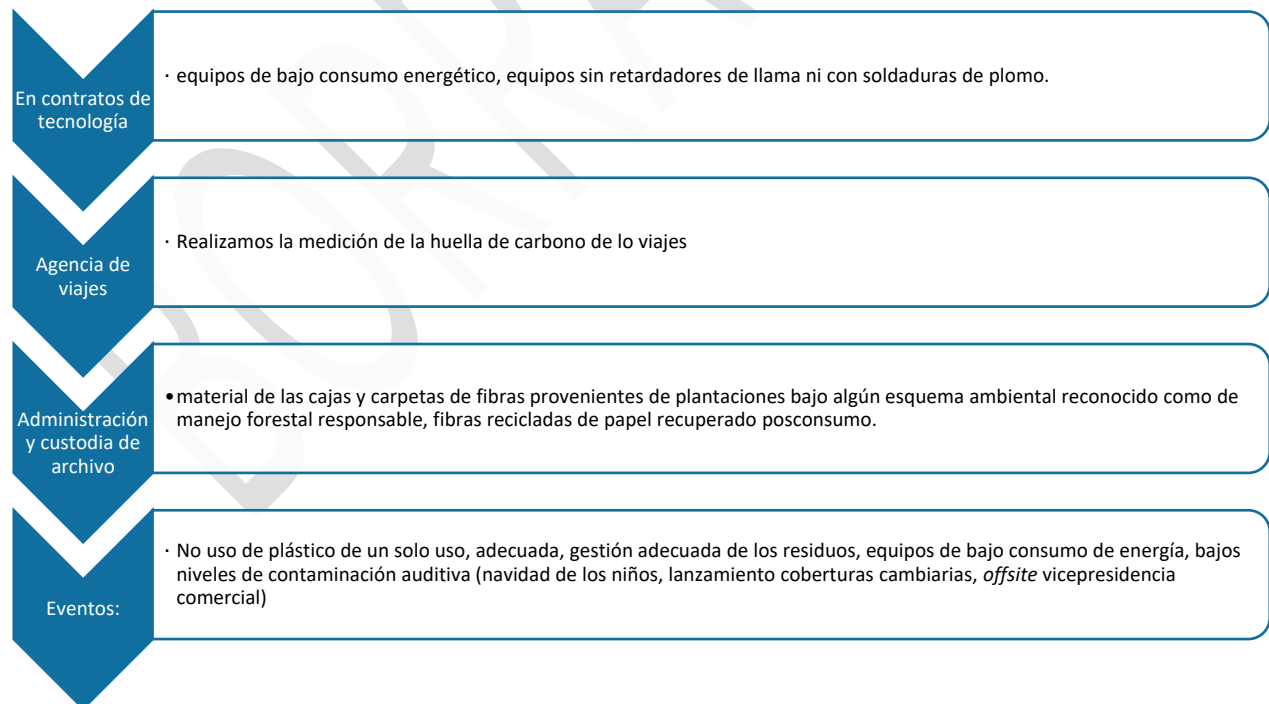 En contratos de
tecnología
· equipos de bajo consumo energético, equipos sin retardadores de llama ni con soldaduras de plomo.
Agencia de
viajes
· Realizamos la medición de la huella de carbono de lo viajes
Administración
y custodia de
archivo
•material de las cajas y carpetas de fibras provenientes de plantaciones bajo algún esquema ambiental reconocido como de
manejo forestal responsable, fibras recicladas de papel recuperado posconsumo.
Eventos:
· No uso de plástico de un solo uso, adecuada, gestión adecuada de los residuos, equipos de bajo consumo de energía, bajos
niveles de contaminación auditiva (navidad de los niños, lanzamiento coberturas cambiarias, offsite vicepresidencia
comercial)